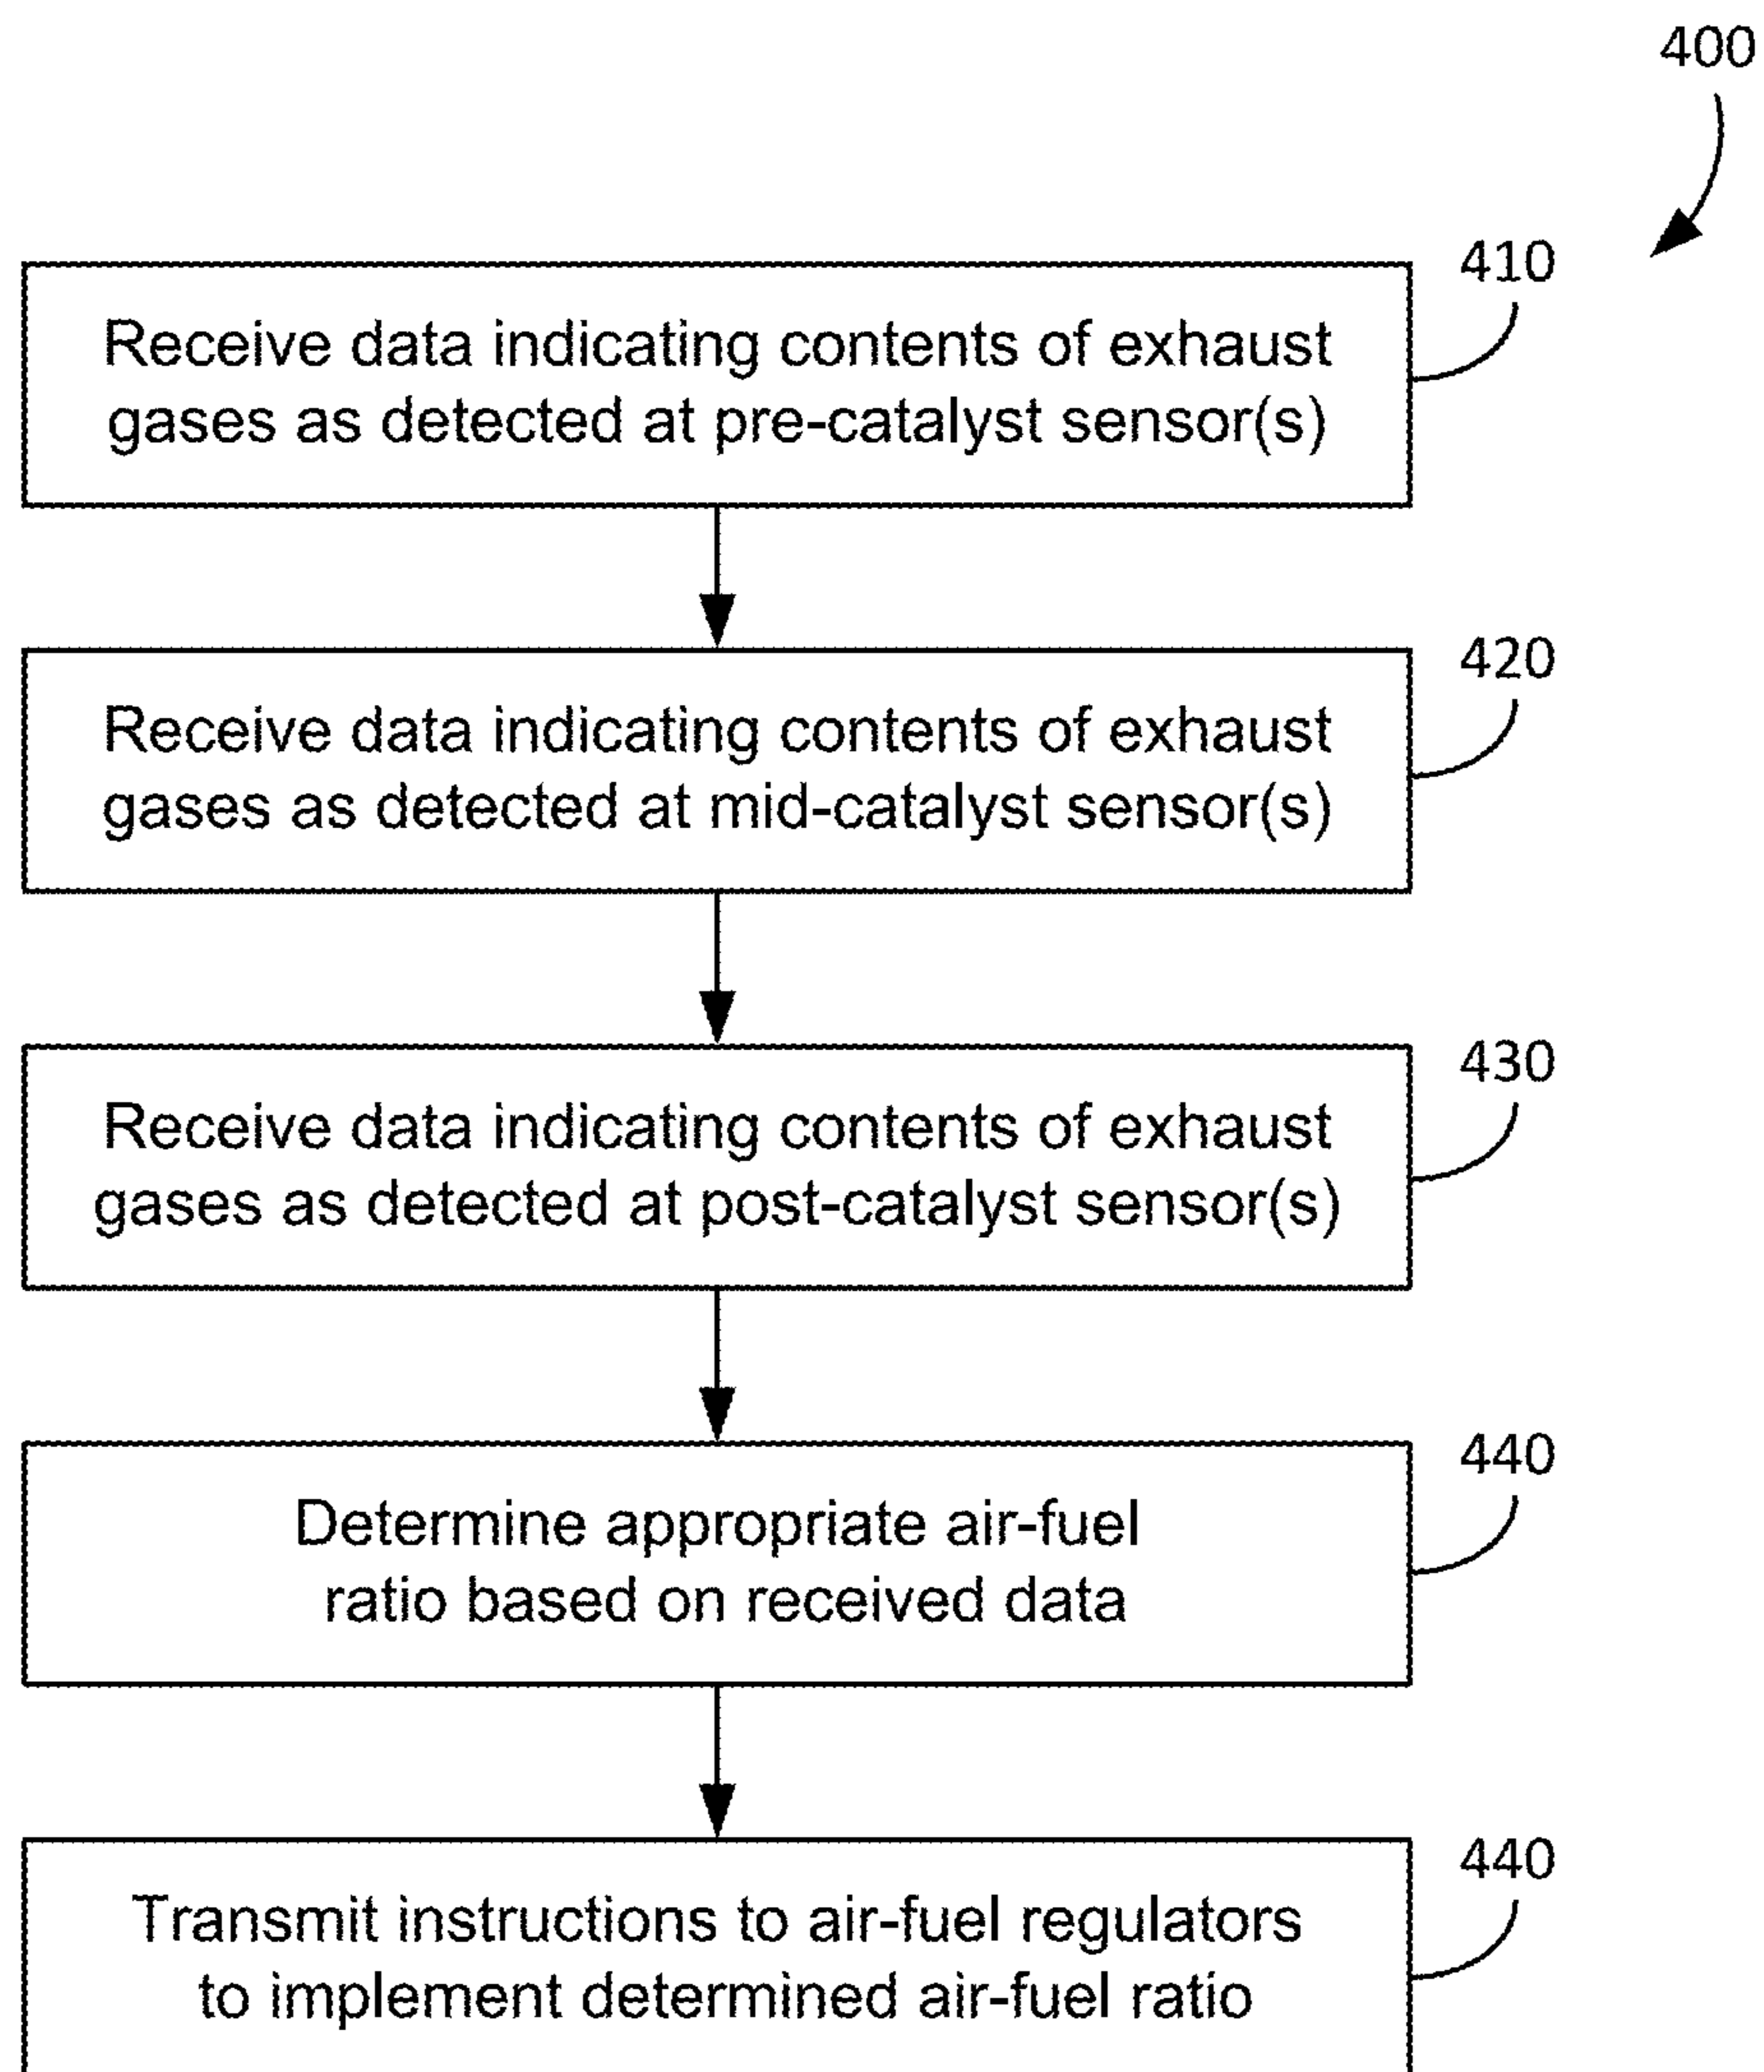 400
410
Receive data indicating contents of exhaust
gases as detected at pre-catalyst sensor(s)
420
Receive data indicating contents of exhaust
gases as detected at mid-catalyst sensor(s)
430
Receive data indicating contents of exhaust
gases as detected at post-catalyst sensor(s)
440
Determine appropriate air-fuel
ratio based on received data
440
Transmit instructions to air-fuel regulators
to implement determined air-fuel ratio